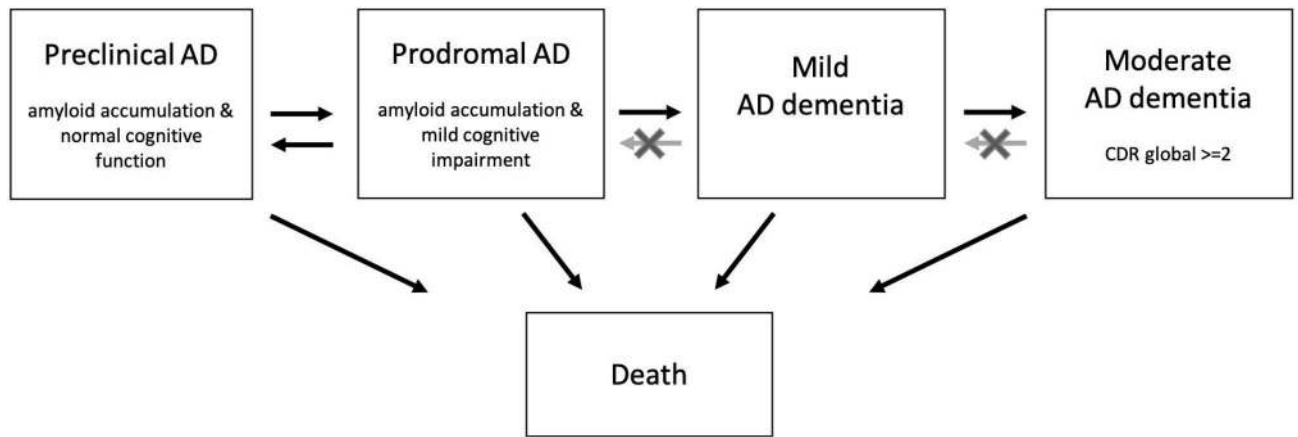 Preclinical AD
amyloid accumulation &
normal cognitive
function
Prodromal AD
amyloid accumulation &
mild cognitive
impairment
Mild
AD dementia
Moderate
AD dementia
CDR global >=2
Death